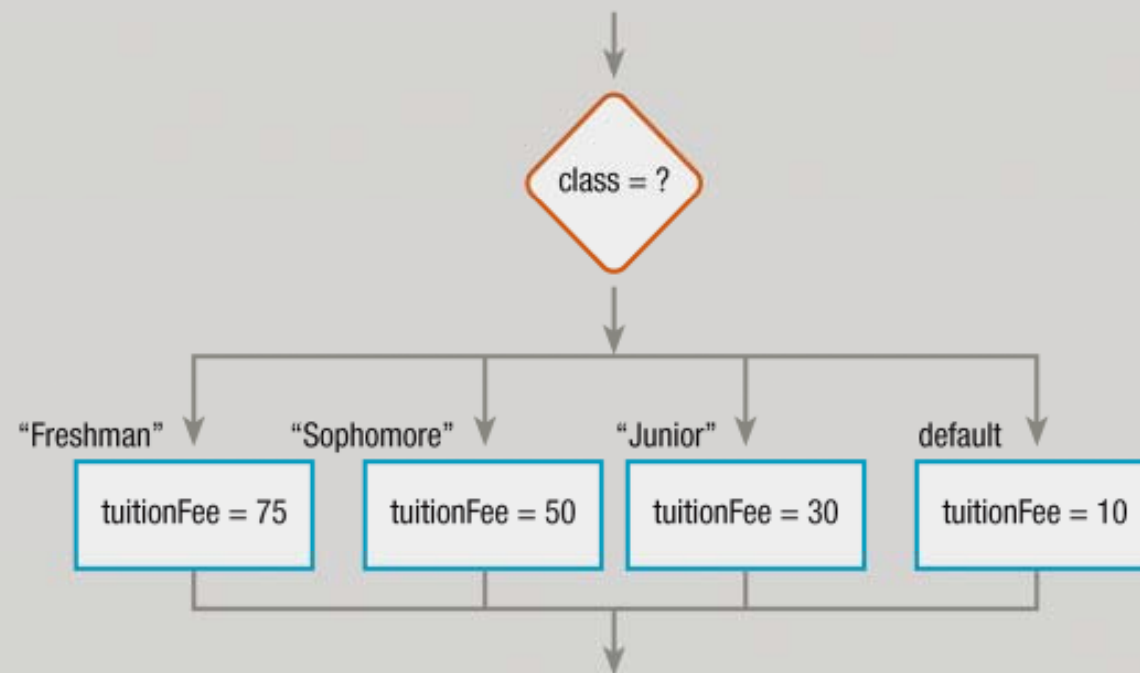 class = ?
“Freshman”
“Sophomore”
“Junior”
default
tuitionFee = 75
tuitionFee = 50
tuitionFee = 30
tuitionFee = 10